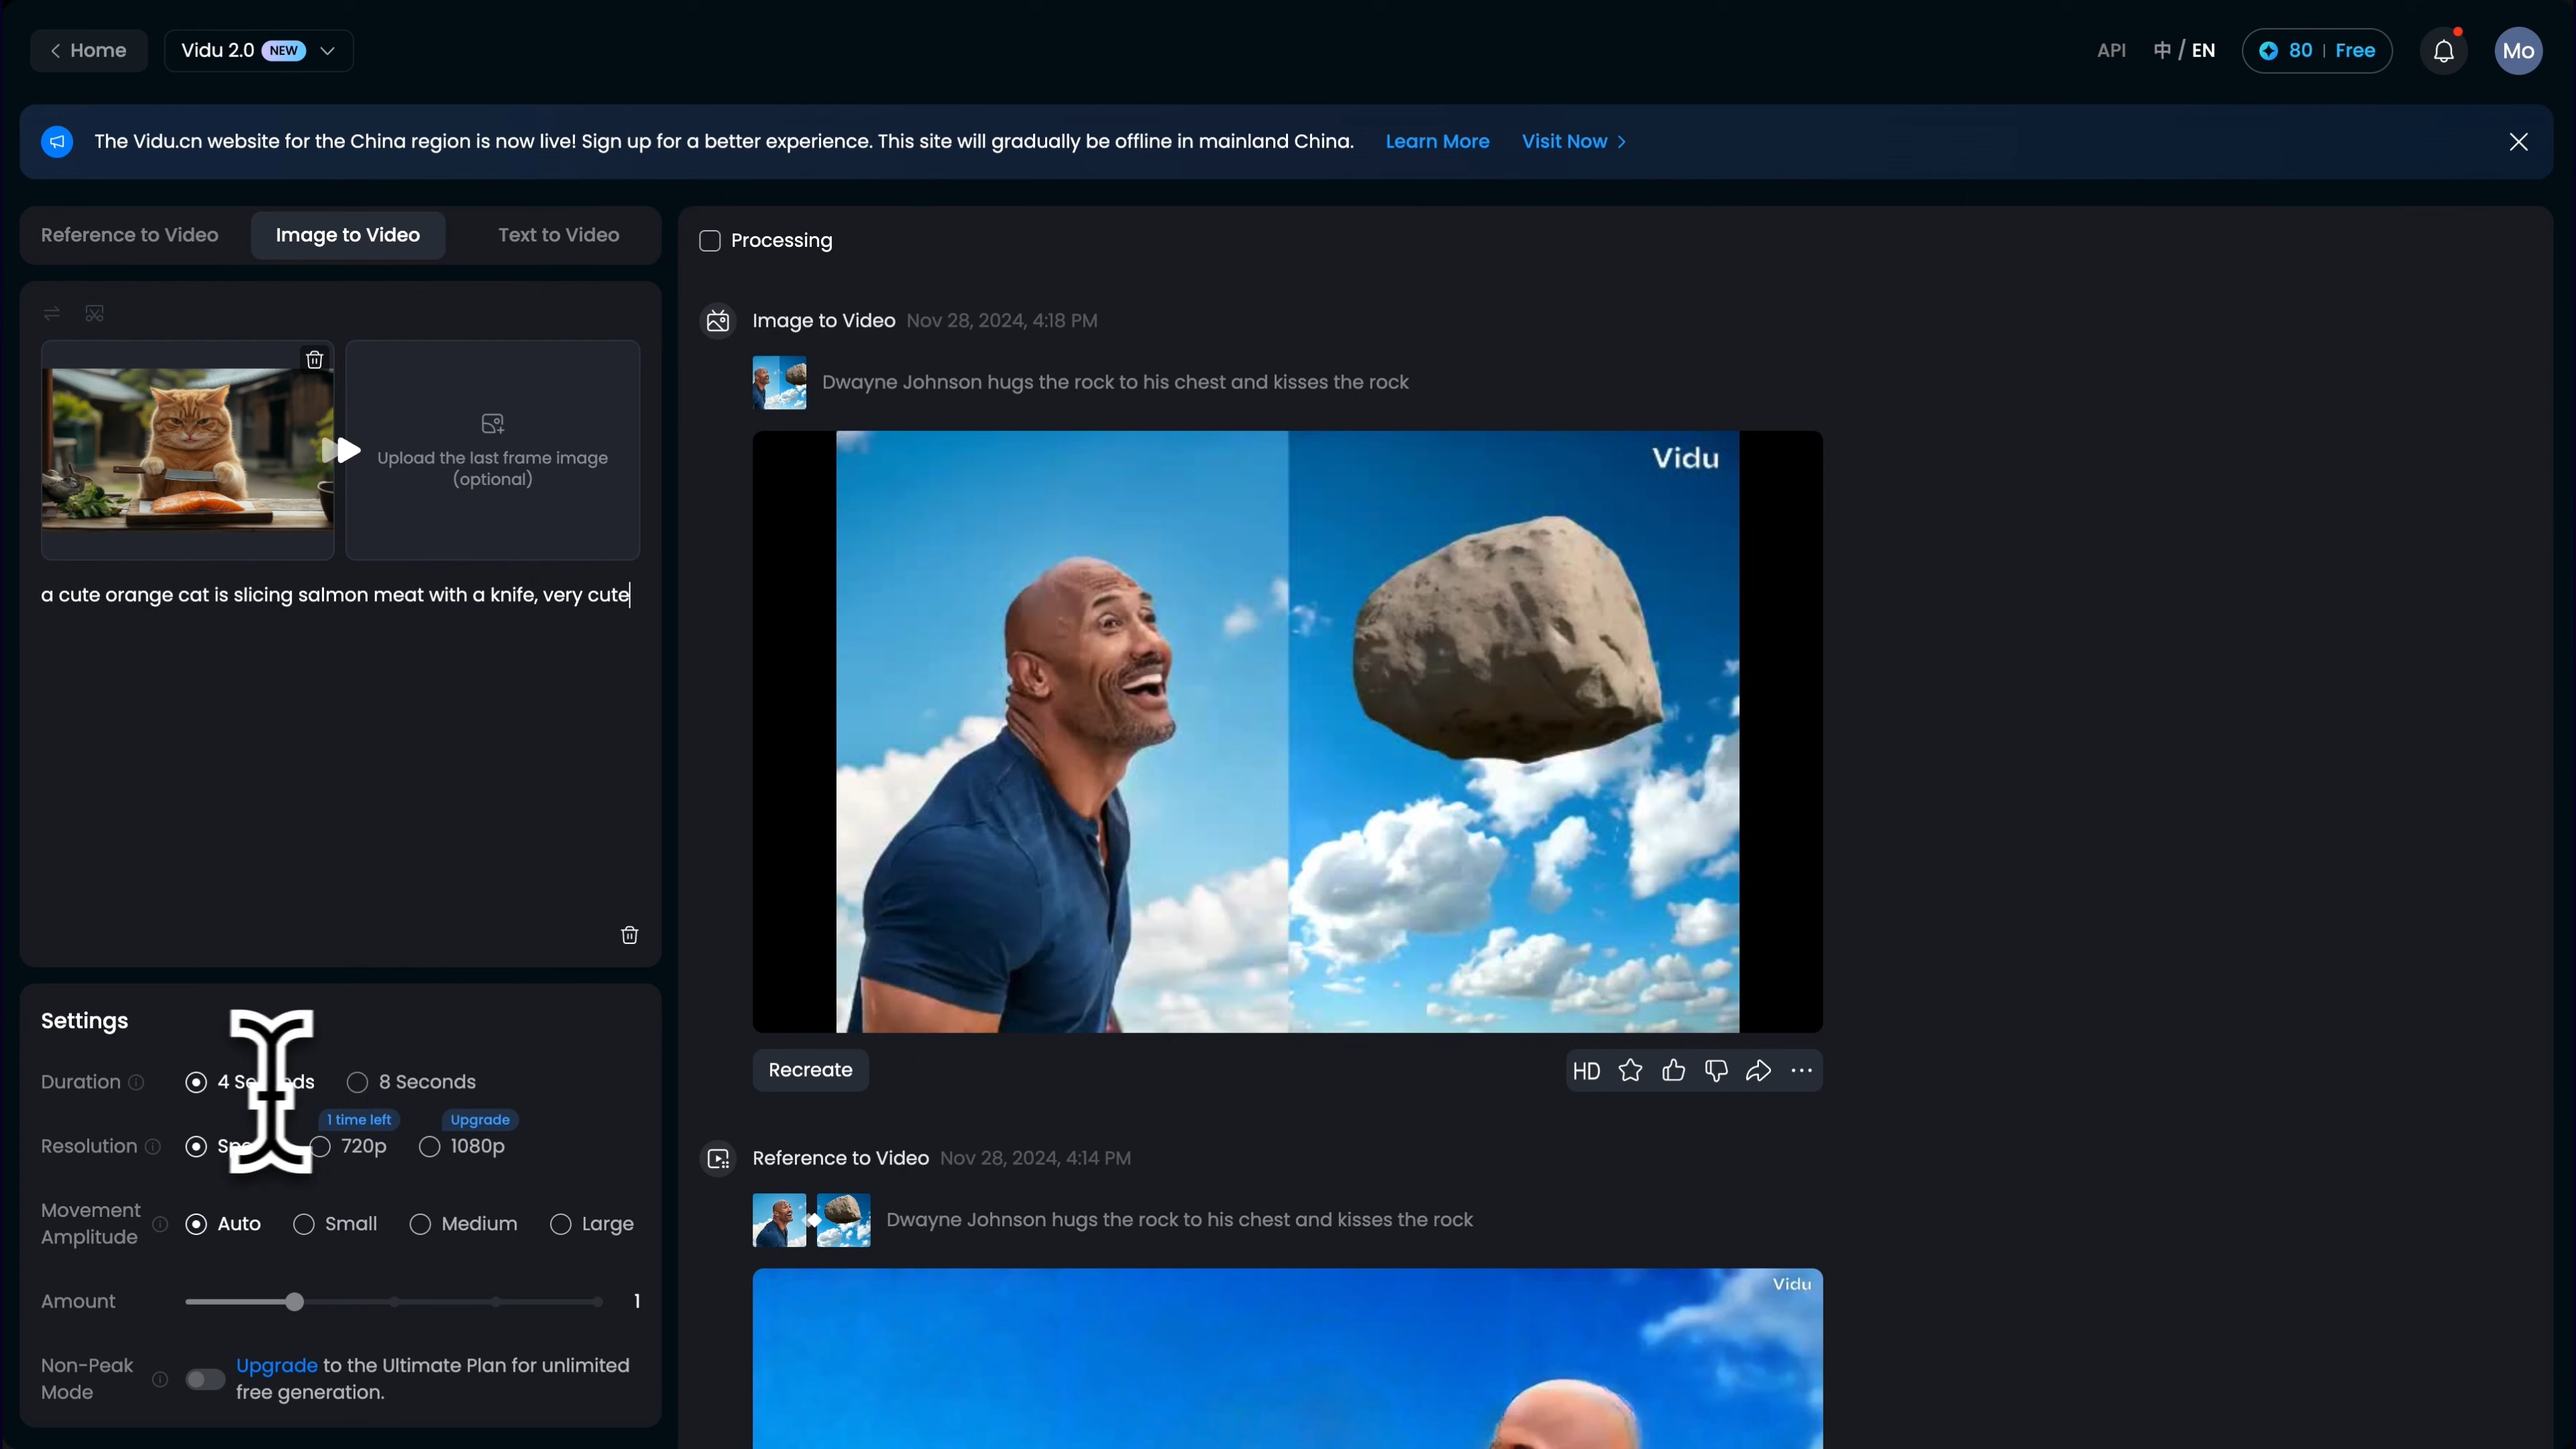 Home
Vidu 2.0 NEW
API
中 / EN
80 | Free
Mo
The Vidu.cn website for the China region is now live! Sign up for a better experience. This site will gradually be offline in mainland China. Learn More Visit Now
Reference to Video
Image to Video
Text to Video
Upload the last frame image
(optional)
a cute orange cat is slicing salmon meat with a knife, very cute
Settings
Duration
4 Seconds
8 Seconds
1 time left
Upgrade
Resolution
720p
1080p
Movement
Amplitude
Auto
Small
Medium
Large
Amount
1
Non-Peak
Mode
Upgrade to the Ultimate Plan for unlimited
free generation.
Processing
Image to Video Nov 28, 2024, 4:18 PM
Dwayne Johnson hugs the rock to his chest and kisses the rock
Vidu
Recreate
HD
Reference to Video Nov 28, 2024, 4:14 PM
Dwayne Johnson hugs the rock to his chest and kisses the rock
Vidu